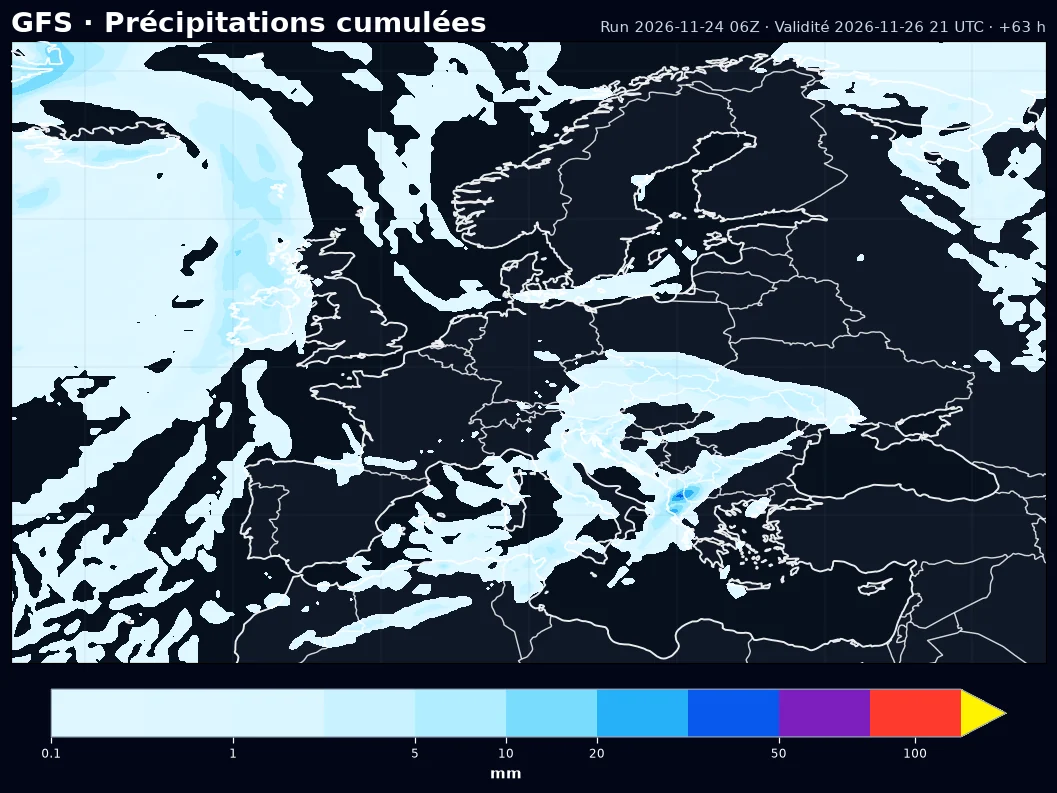 GFS · Précipitations cumulées
Run 2026-11-24 06Z · Validité 2026-11-26 21 UTC · +63 h
0.1 1 5 10 20 50 100
mm